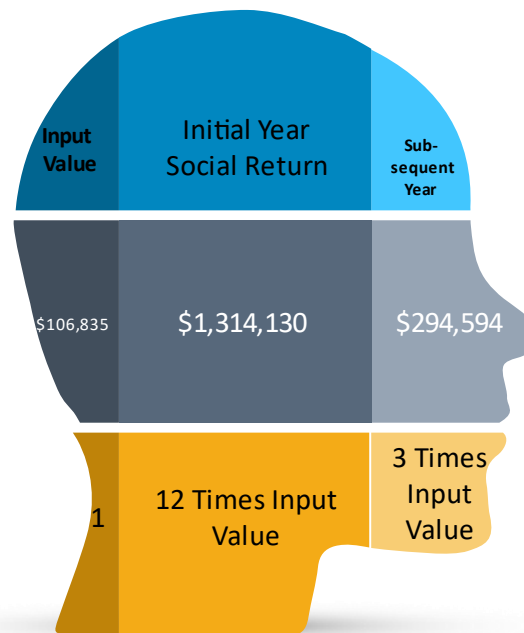 Input
Value
Initial Year
Social Return
Sub-
sequent
Year
$106,835
$1,314,130
$294,594
1
12 Times Input
Value
3 Times
Input
Value